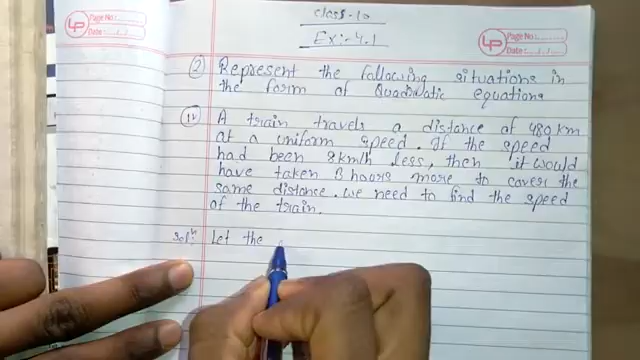 Class-10
Ex:-4.1
LP Page No.:
Date: / /
LP Page No.:
Date: / /
2) Represent the following situations in
the form of Quadratic equations
iv) A train travels a distance of 480 km
at a uniform speed. If the speed
had been 8km/h less, then it would
have taken 3 hours more to cover the
same distance. we need to find the speed
of the train.
Solⁿ: Let the